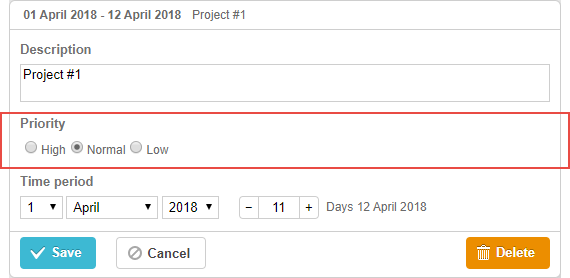 01 April 2018 - 12 April 2018 Project #1
Description
Project #1
Priority
High Normal Low
Time period
1 April 2018 − 11 + Days 12 April 2018
Save Cancel Delete